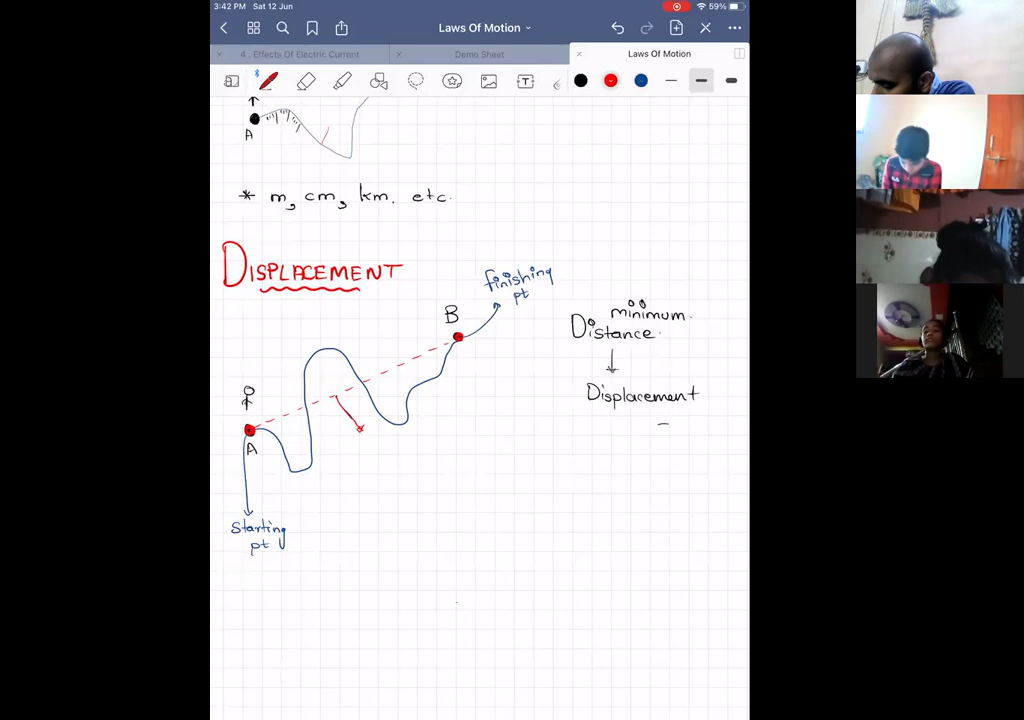 3:42 PM Sat 12 Jun
59%
Laws Of Motion
4 . Effects Of Electric Current
Demo Sheet
Laws Of Motion
A
* m, cm, km. etc.
DISPLACEMENT
finishing
pt
B
minimum.
Distance.
Displacement
A
Starting
pt